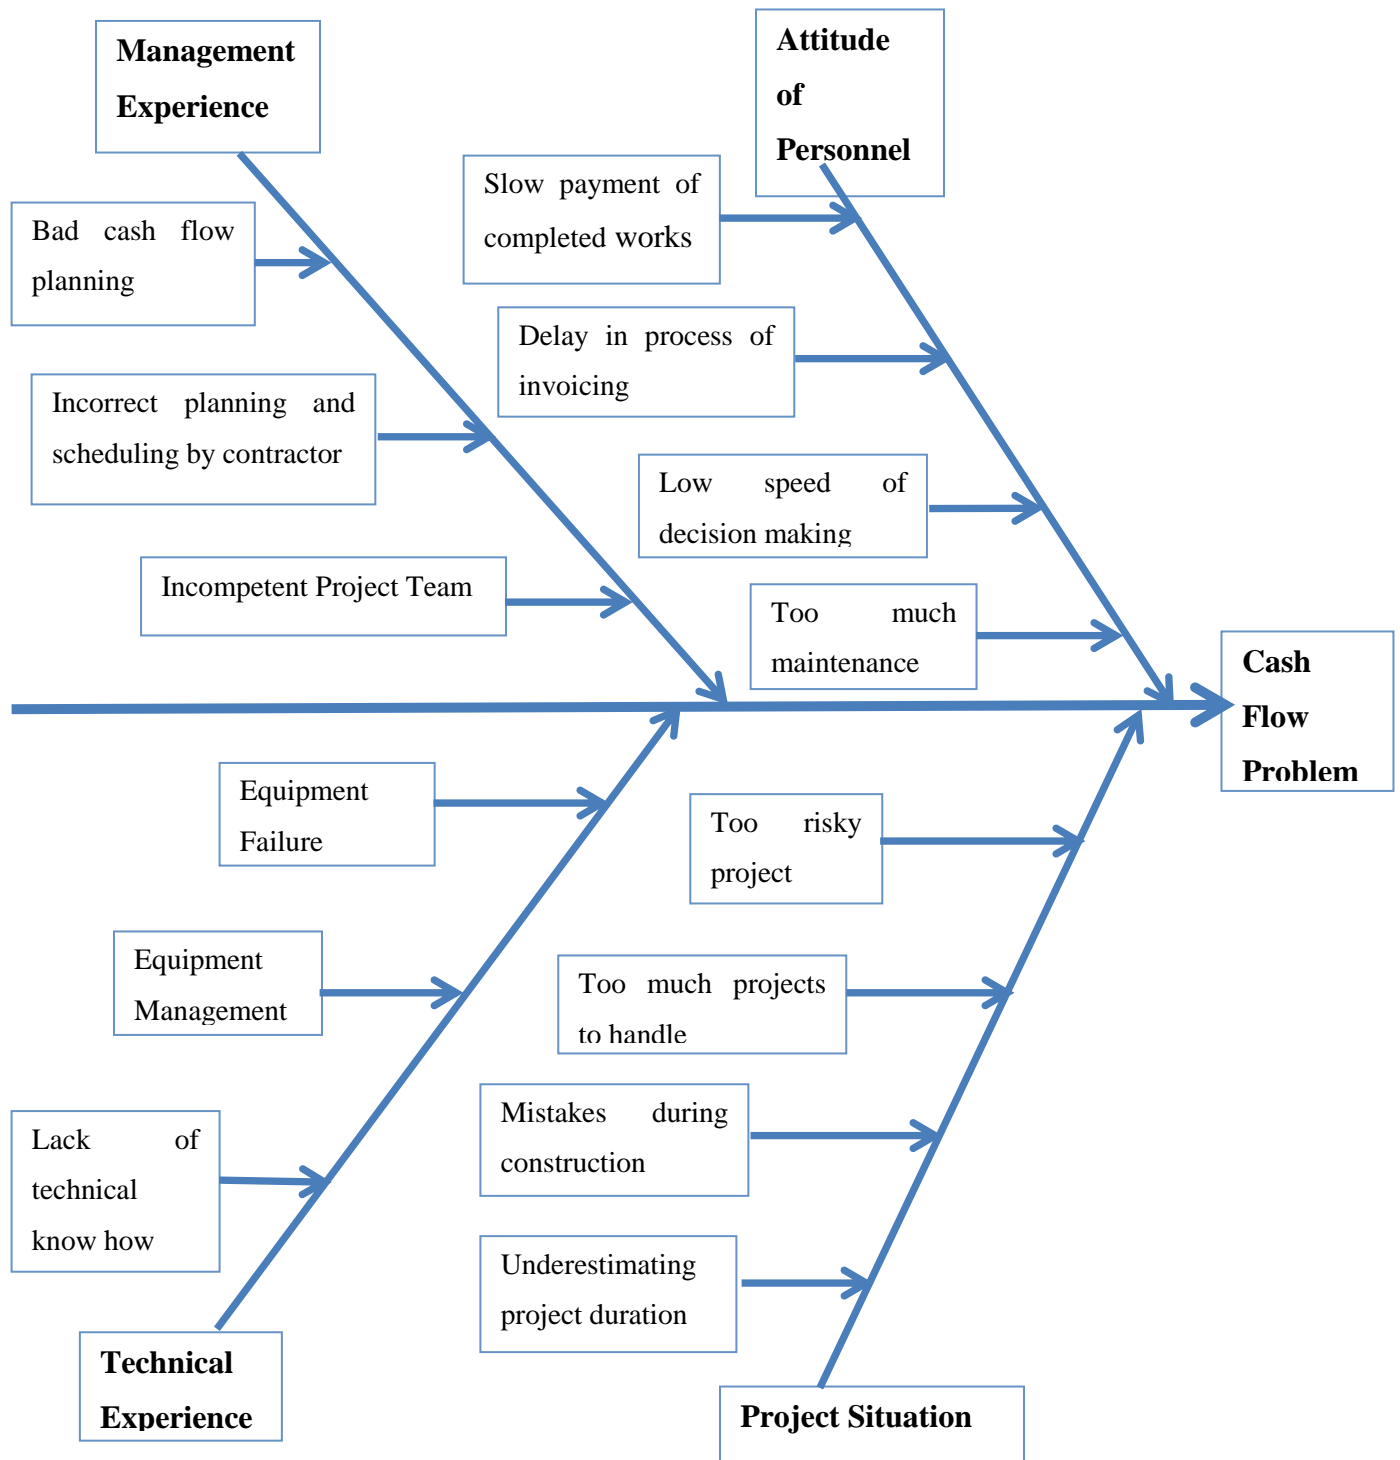 Management
Experience
Attitude
of
Personnel
Slow payment of
completed works
Bad cash flow
planning
Delay in process of
invoicing
Incorrect planning and
scheduling by contractor
Low speed of
decision making
Incompetent Project Team
Too much
maintenance
Cash
Flow
Problem
Equipment
Failure
Too risky
project
Equipment
Management
Too much projects
to handle
Mistakes during
construction
Lack of
technical
know how
Underestimating
project duration
Technical
Experience
Project Situation